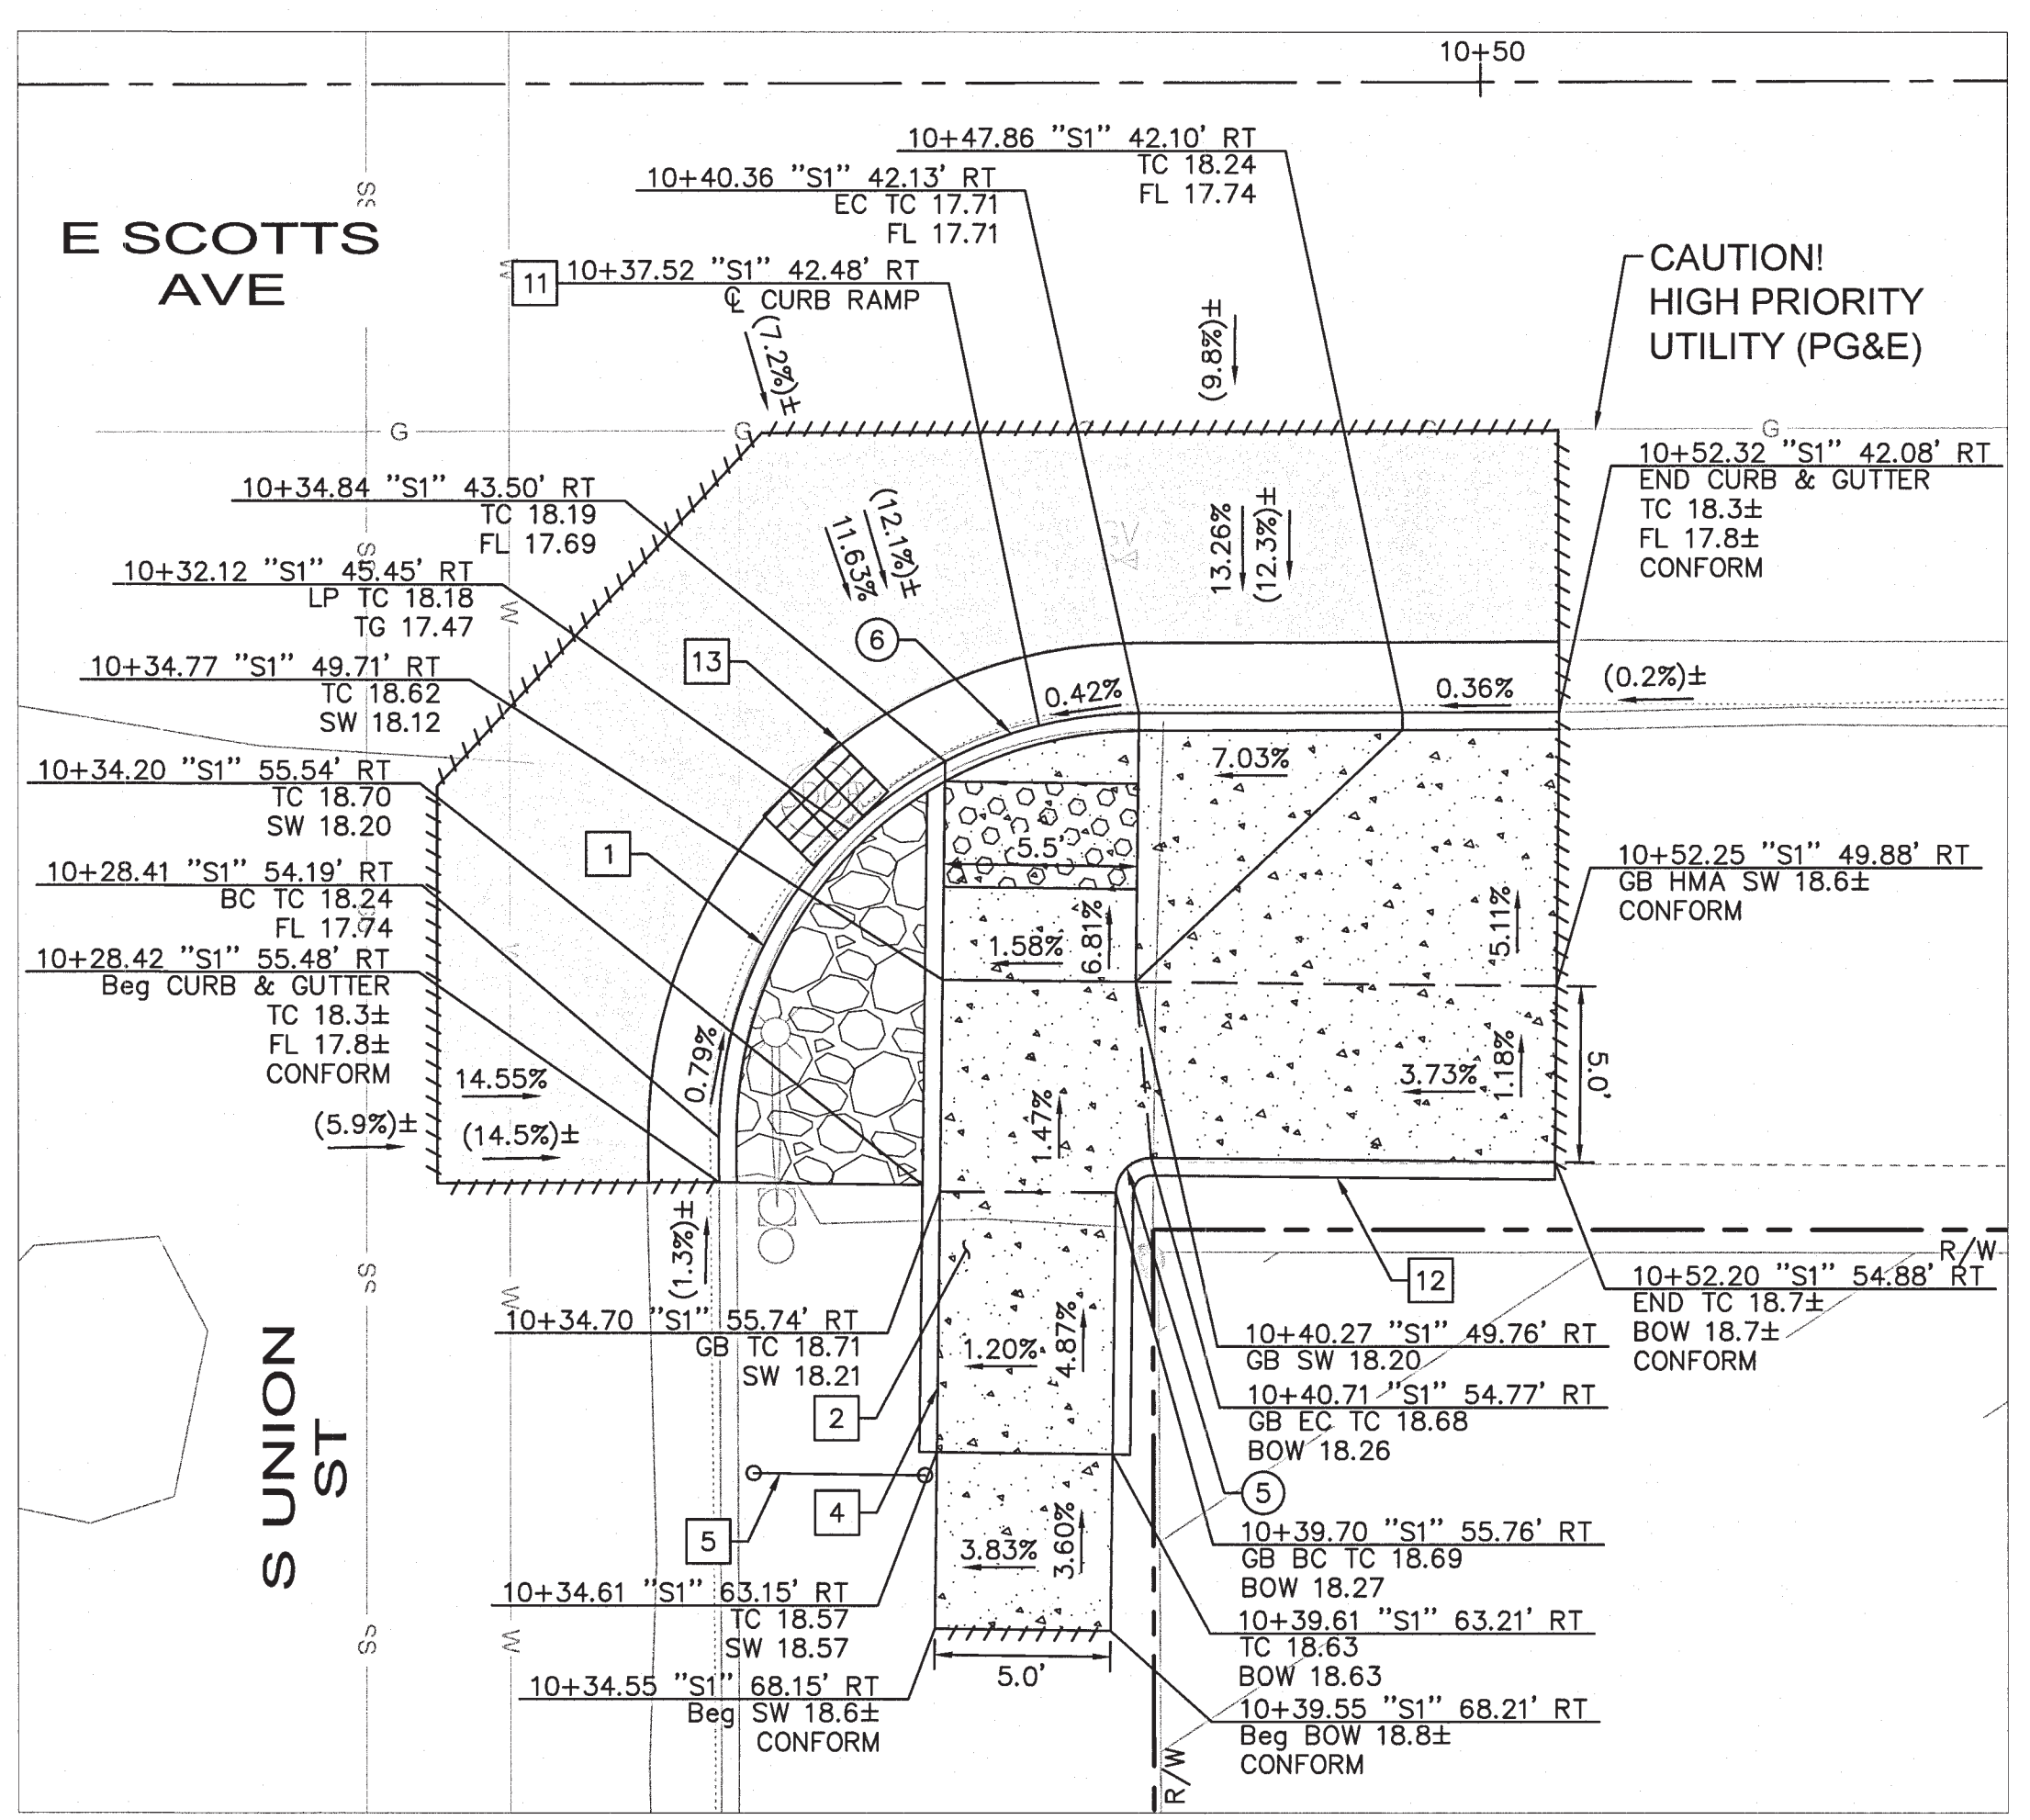 10+50
10+47.86 "S1" 42.10' RT
TC 18.24
FL 17.74
10+40.36 "S1" 42.13' RT
EC TC 17.71
FL 17.71
E SCOTTS
AVE
11
10+37.52 "S1" 42.48' RT
℄ CURB RAMP
CAUTION!
HIGH PRIORITY
UTILITY (PG&E)
(7.2%)±
(9.8%)±
SS
W
G
G
G
10+34.84 "S1" 43.50' RT
TC 18.19
FL 17.69
10+32.12 "S1" 45.45' RT
LP TC 18.18
TG 17.47
10+34.77 "S1" 49.71' RT
TC 18.62
SW 18.12
10+34.20 "S1" 55.54' RT
TC 18.70
SW 18.20
10+28.41 "S1" 54.19' RT
BC TC 18.24
FL 17.74
10+28.42 "S1" 55.48' RT
Beg CURB & GUTTER
TC 18.3±
FL 17.8±
CONFORM
SS
W
13
6
1
(12.1%)±
11.63%
GV
13.26%
(12.3%)±
10+52.32 "S1" 42.08' RT
END CURB & GUTTER
TC 18.3±
FL 17.8±
CONFORM
0.42%
0.36%
(0.2%)±
7.03%
5.5'
10+52.25 "S1" 49.88' RT
GB HMA SW 18.6±
CONFORM
1.58%
6.81%
5.11%
0.79%
14.55%
(5.9%)±
(14.5%)±
1.47%
3.73%
1.18%
5.0'
(1.3%)±
SS
W
R/W
12
10+52.20 "S1" 54.88' RT
END TC 18.7±
BOW 18.7±
CONFORM
10+34.70 "S1" 55.74' RT
GB TC 18.71
SW 18.21
1.20%
4.87%
10+40.27 "S1" 49.76' RT
GB SW 18.20
10+40.71 "S1" 54.77' RT
GB EC TC 18.68
BOW 18.26
S UNION
ST
2
4
5
5
3.83%
3.60%
10+39.70 "S1" 55.76' RT
GB BC TC 18.69
BOW 18.27
10+34.61 "S1" 63.15' RT
TC 18.57
SW 18.57
10+39.61 "S1" 63.21' RT
TC 18.63
BOW 18.63
SS
W
5.0'
10+34.55 "S1" 68.15' RT
Beg SW 18.6±
CONFORM
10+39.55 "S1" 68.21' RT
Beg BOW 18.8±
CONFORM
R/W